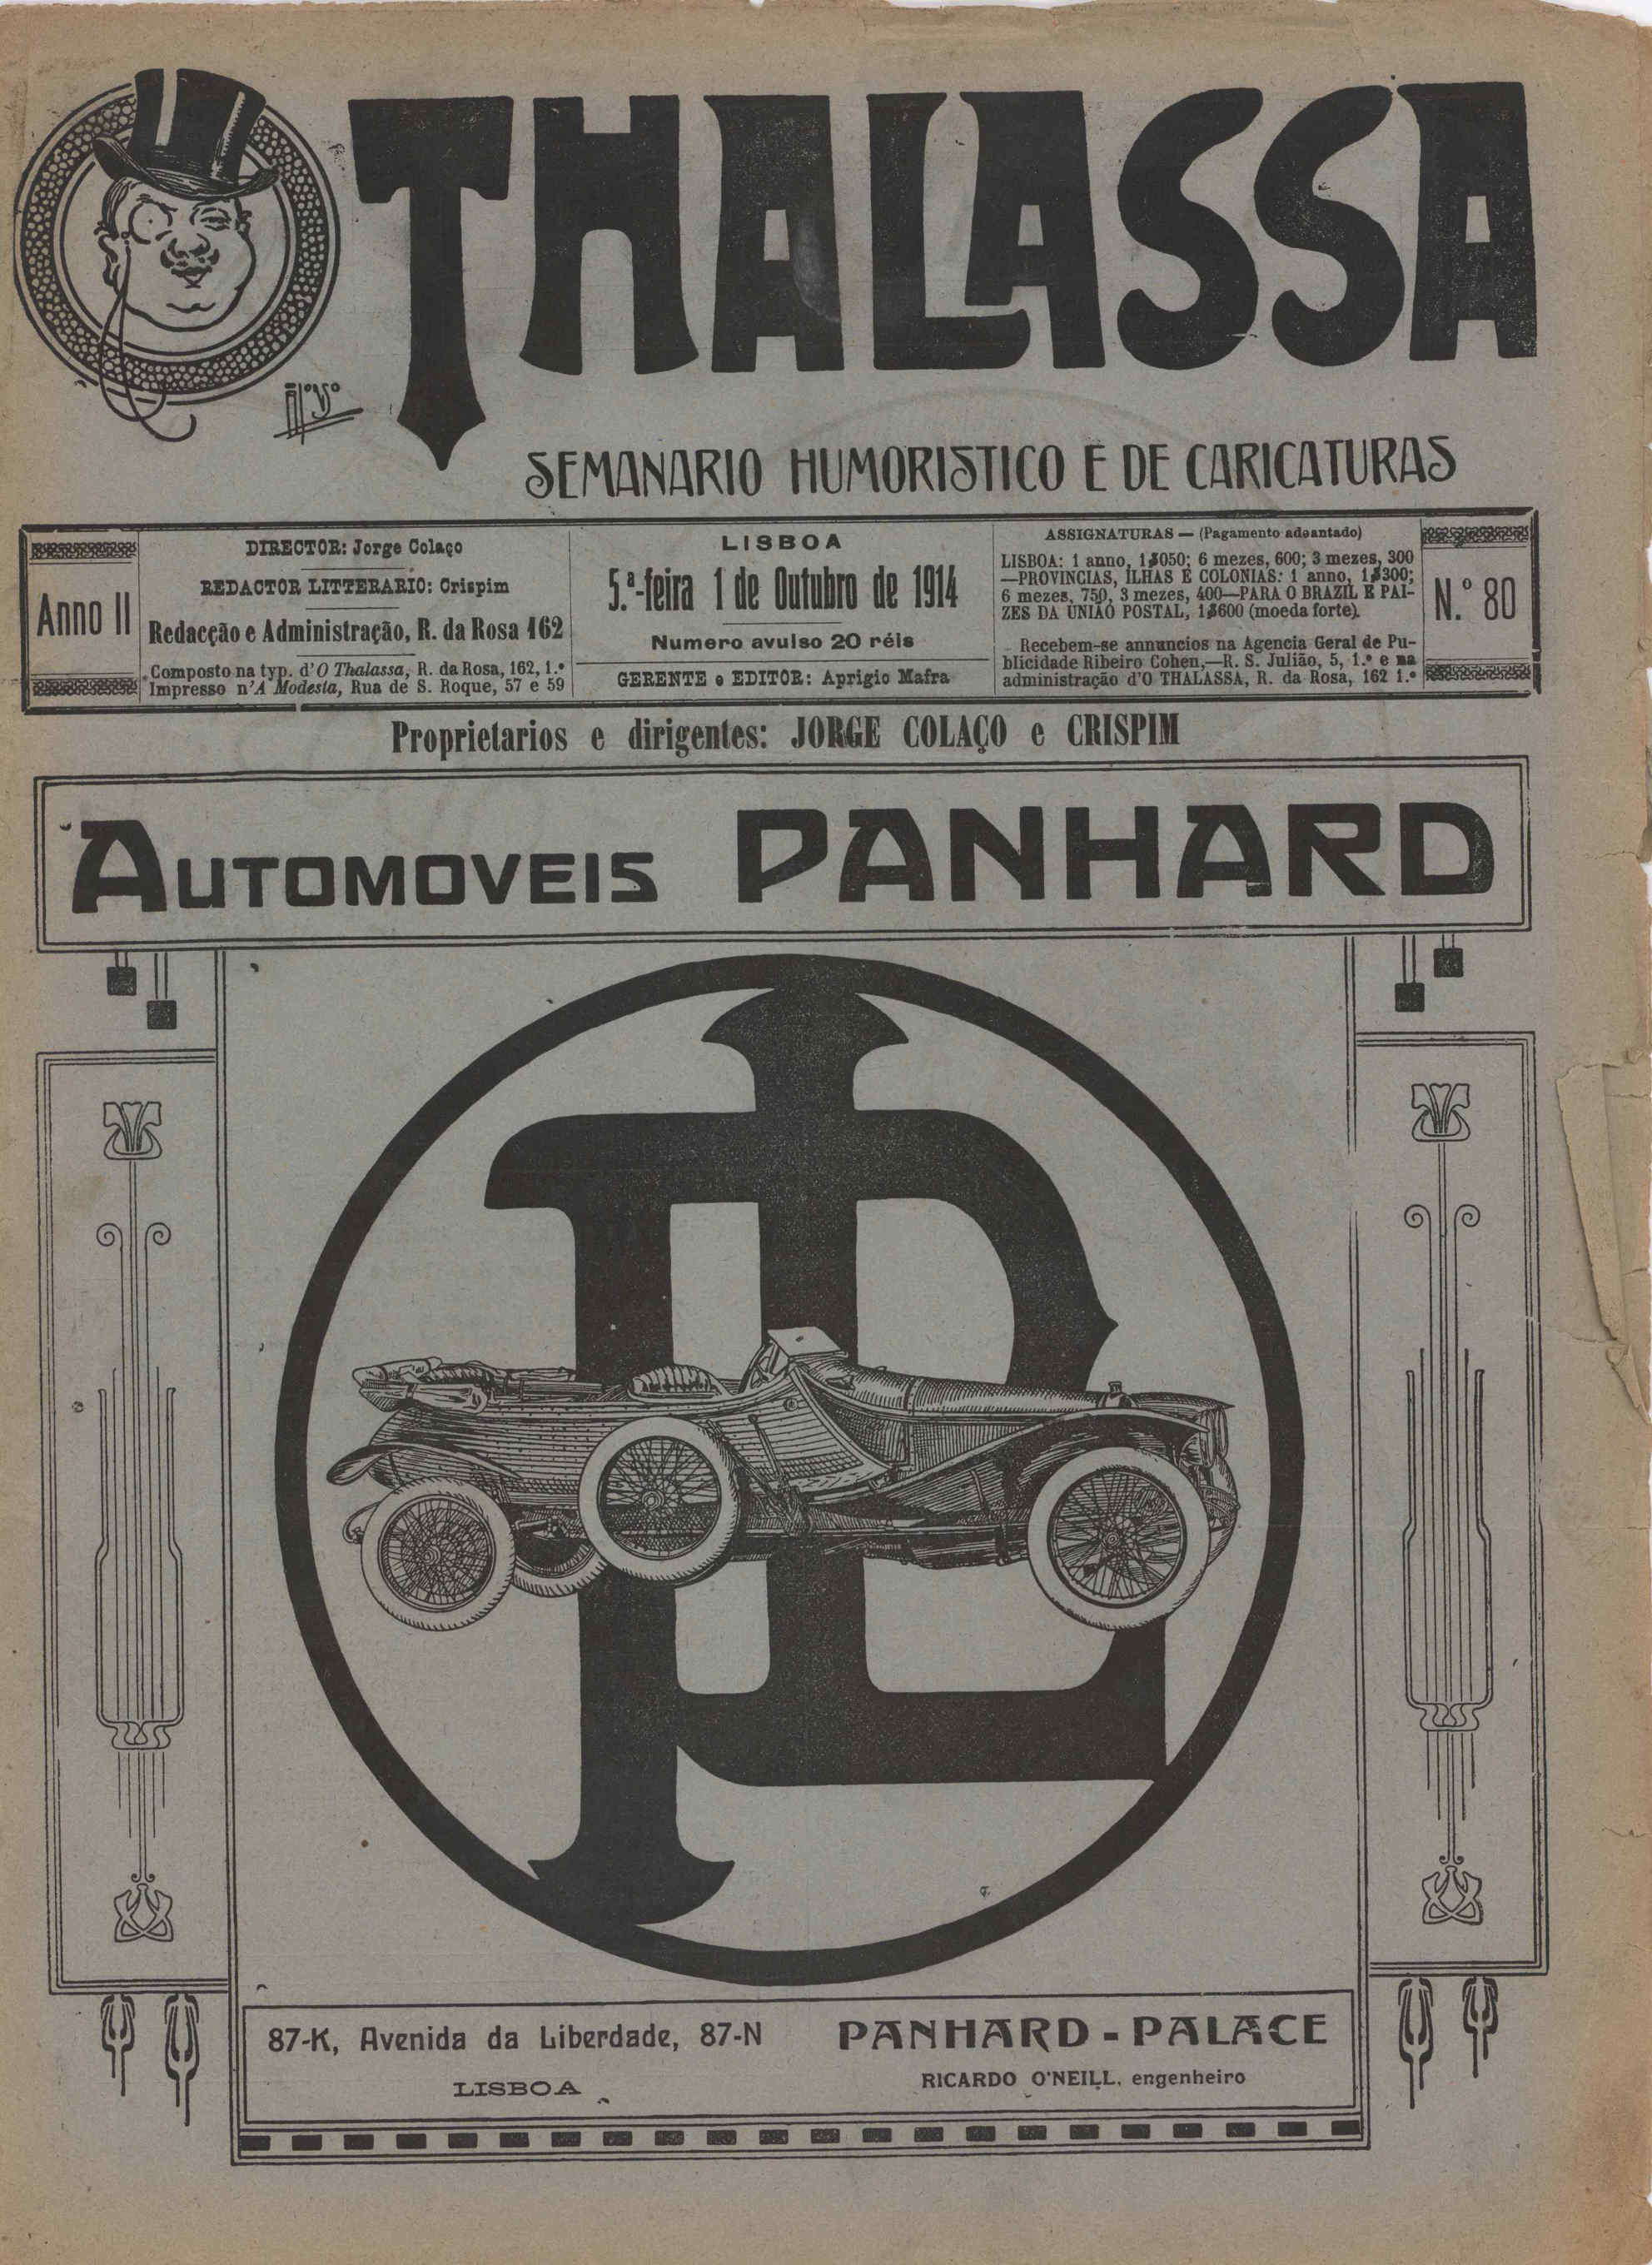 O THALASSA
SEMANARIO HUMORISTICO E DE CARICATURAS
Anno II
DIRECTOR: Jorge Colaço
REDACTOR LITTERARIO: Crispim
Redacção e Administração, R. da Rosa 162
Composto na typ. d'O Thalassa, R. da Rosa, 162, 1.º
Impresso n'A Modesta, Rua de S. Roque, 57 e 59
LISBOA
5.ª-feira 1 de Outubro de 1914
Numero avulso 20 réis
GERENTE e EDITOR: Aprigio Mafra
ASSIGNATURAS — (Pagamento adeantado)
LISBOA: 1 anno, 1$050; 6 mezes, 600; 3 mezes, 300
—PROVINCIAS, ILHAS E COLONIAS: 1 anno, 1$300;
6 mezes, 750, 3 mezes, 400—PARA O BRAZIL E PAI-
ZES DA UNIÃO POSTAL, 1$600 (moeda forte).
Recebem-se annuncios na Agencia Geral de Pu-
blicidade Ribeiro Cohen,—R. S. Julião, 5, 1.º e na
administração d'O THALASSA, R. da Rosa, 162 1.º
N.º 80
Proprietarios e dirigentes: JORGE COLAÇO e CRISPIM
AUTOMOVEIS PANHARD
PL
87-K, Avenida da Liberdade, 87-N
LISBOA
PANHARD-PALACE
RICARDO O'NEILL, engenheiro